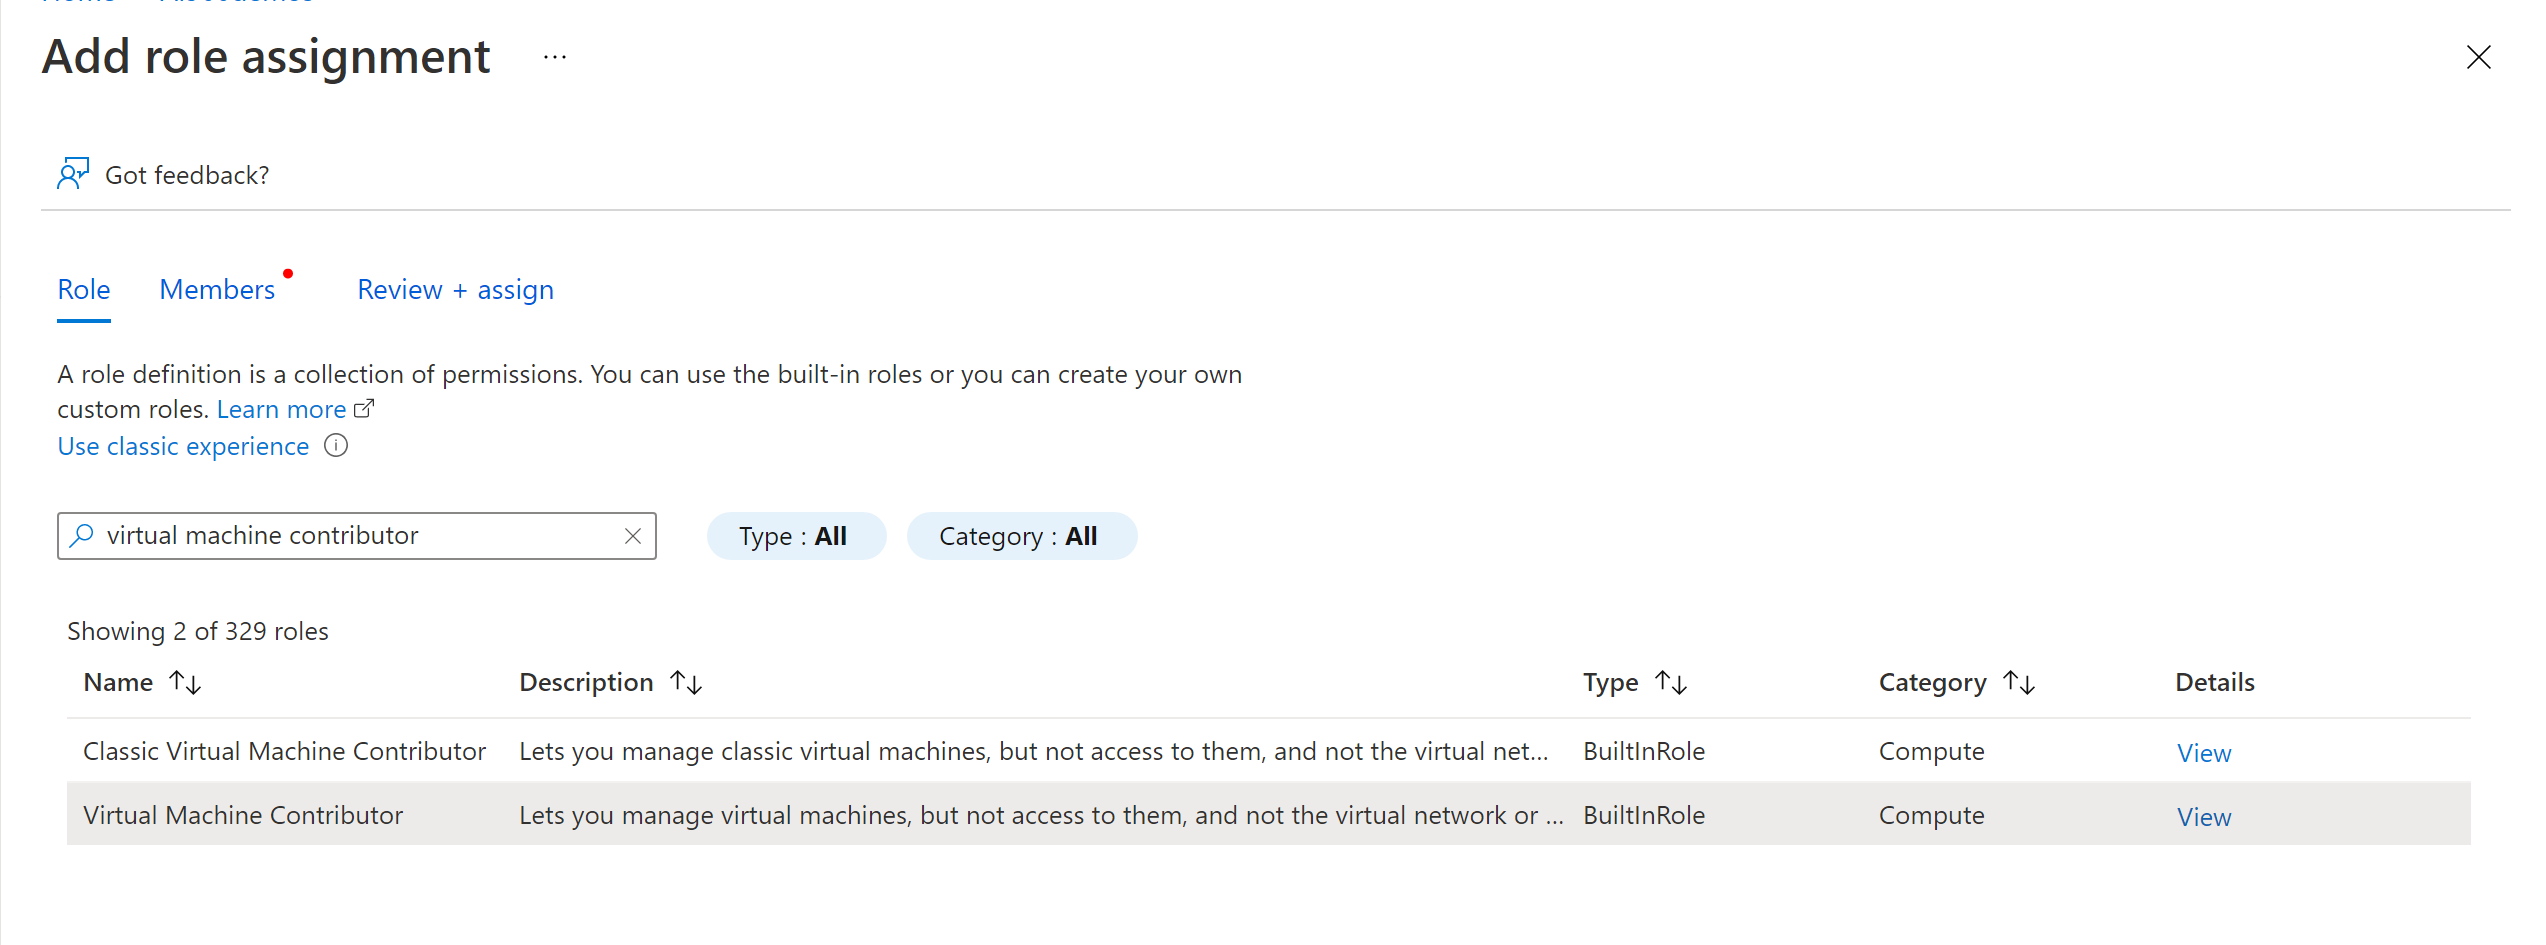 Add role assignment
Got feedback?
Role Members Review + assign
A role definition is a collection of permissions. You can use the built-in roles or you can create your own
custom roles. Learn more
Use classic experience
virtual machine contributor Type : All Category : All
Showing 2 of 329 roles
Name Description Type Category Details
Classic Virtual Machine Contributor Lets you manage classic virtual machines, but not access to them, and not the virtual net... BuiltInRole Compute View
Virtual Machine Contributor Lets you manage virtual machines, but not access to them, and not the virtual network or ... BuiltInRole Compute View